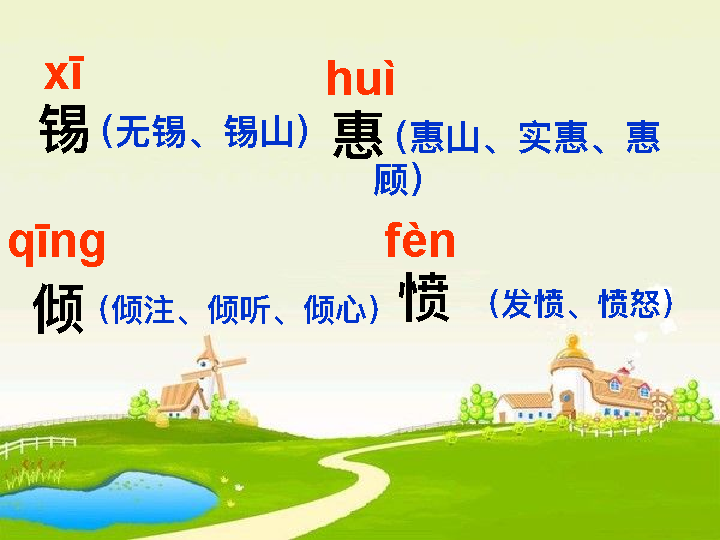 xī
huì
锡(无锡、锡山)
惠(惠山、实惠、惠
顾)
qīng
fèn
倾(倾注、倾听、倾心)
愤(发愤、愤怒)